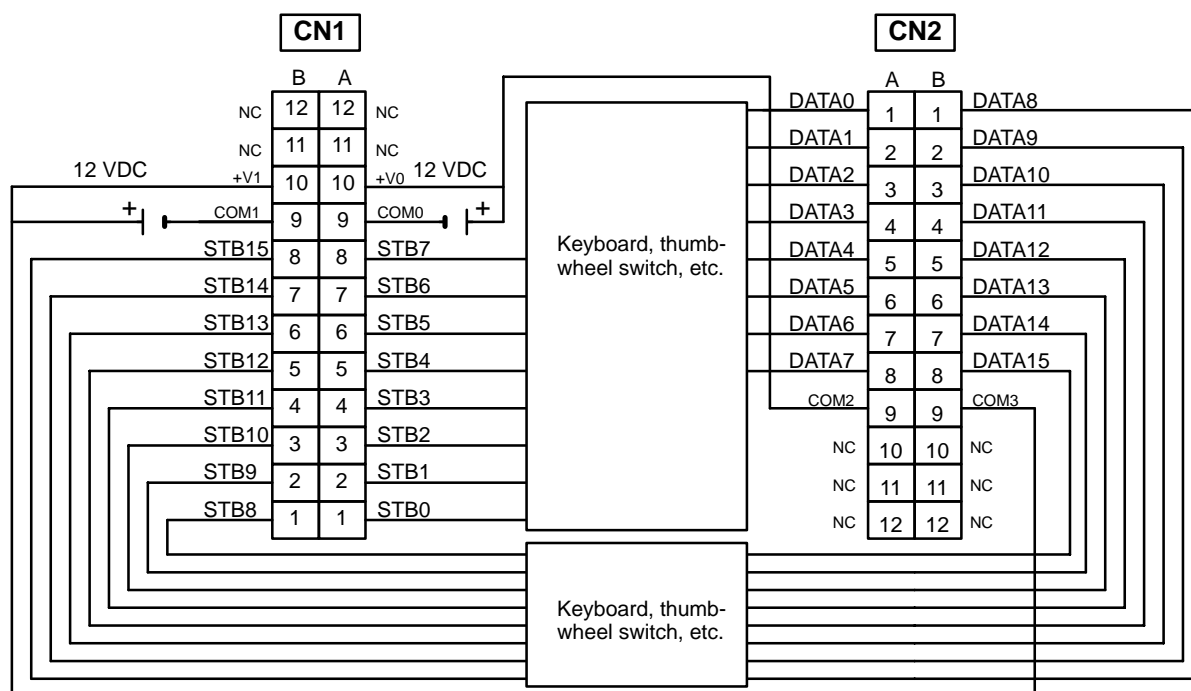 CN1 CN2
B A A B
NC 12 12 NC DATA0 1 1 DATA8
NC 11 11 NC DATA1 2 2 DATA9
12 VDC +V1 10 10 +V0 12 VDC DATA2 3 3 DATA10
+ COM1 9 9 COM0 + DATA3 4 4 DATA11
STB15 8 8 STB7 Keyboard, thumb-
wheel switch, etc. DATA4 5 5 DATA12
STB14 7 7 STB6 DATA5 6 6 DATA13
STB13 6 6 STB5 DATA6 7 7 DATA14
STB12 5 5 STB4 DATA7 8 8 DATA15
STB11 4 4 STB3 COM2 9 9 COM3
STB10 3 3 STB2 NC 10 10 NC
STB9 2 2 STB1 NC 11 11 NC
STB8 1 1 STB0 NC 12 12 NC
Keyboard, thumb-
wheel switch, etc.